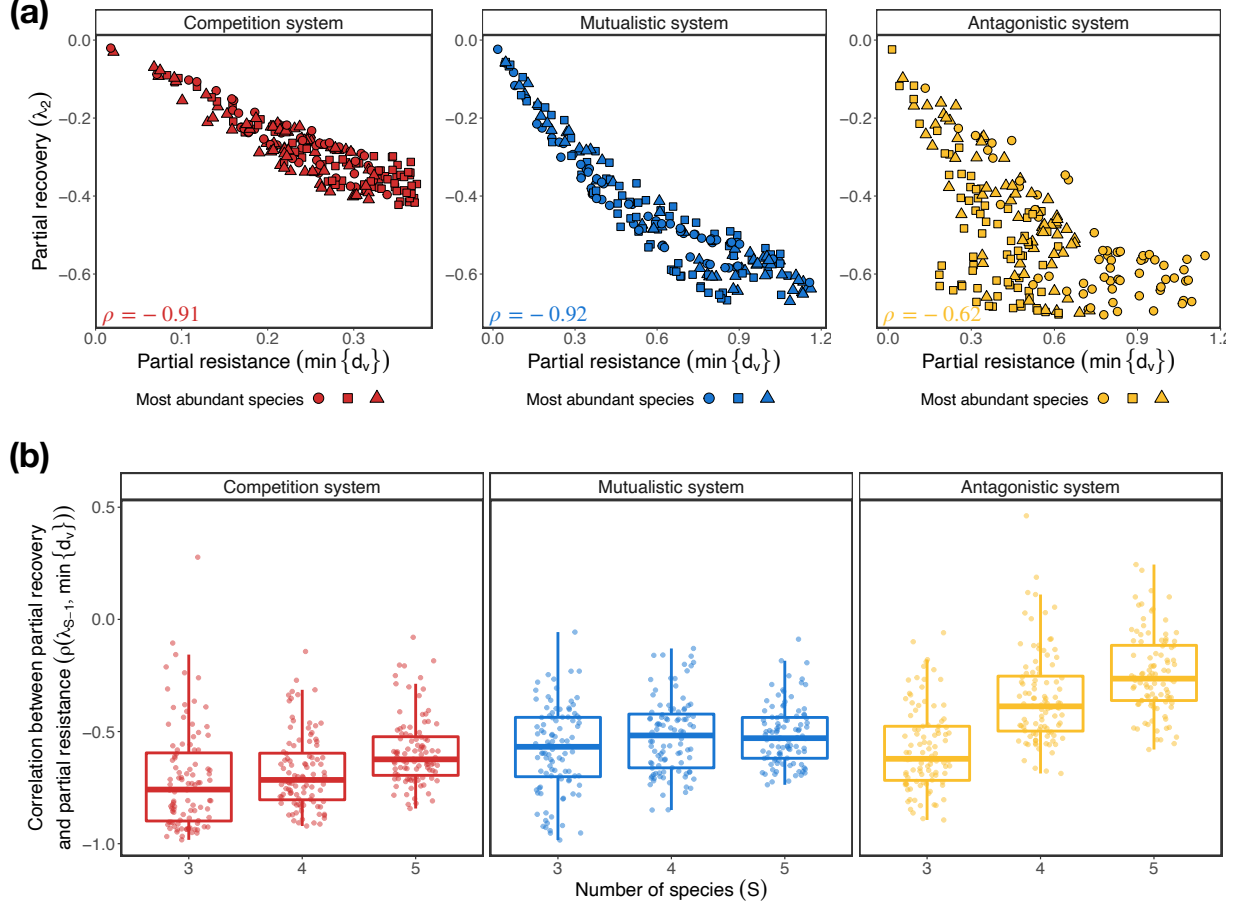 (a)
Competition system
Mutualistic system
Antagonistic system
Partial recovery (λ₂)
0.0
−0.2
−0.4
−0.6
ρ = − 0.91
0.0 0.1 0.2 0.3
Partial resistance (min {dᵥ})
Most abundant species
0.0
−0.2
−0.4
−0.6
ρ = − 0.92
0.0 0.3 0.6 0.9 1.2
Partial resistance (min {dᵥ})
Most abundant species
0.0
−0.2
−0.4
−0.6
ρ = − 0.62
0.0 0.3 0.6 0.9 1.2
Partial resistance (min {dᵥ})
Most abundant species
(b)
Competition system
Mutualistic system
Antagonistic system
Correlation between partial recovery
and partial resistance (ρ(λS−1, min {dᵥ}))
0.5
0.0
−0.5
−1.0
3 4 5
3 4 5
3 4 5
Number of species (S)